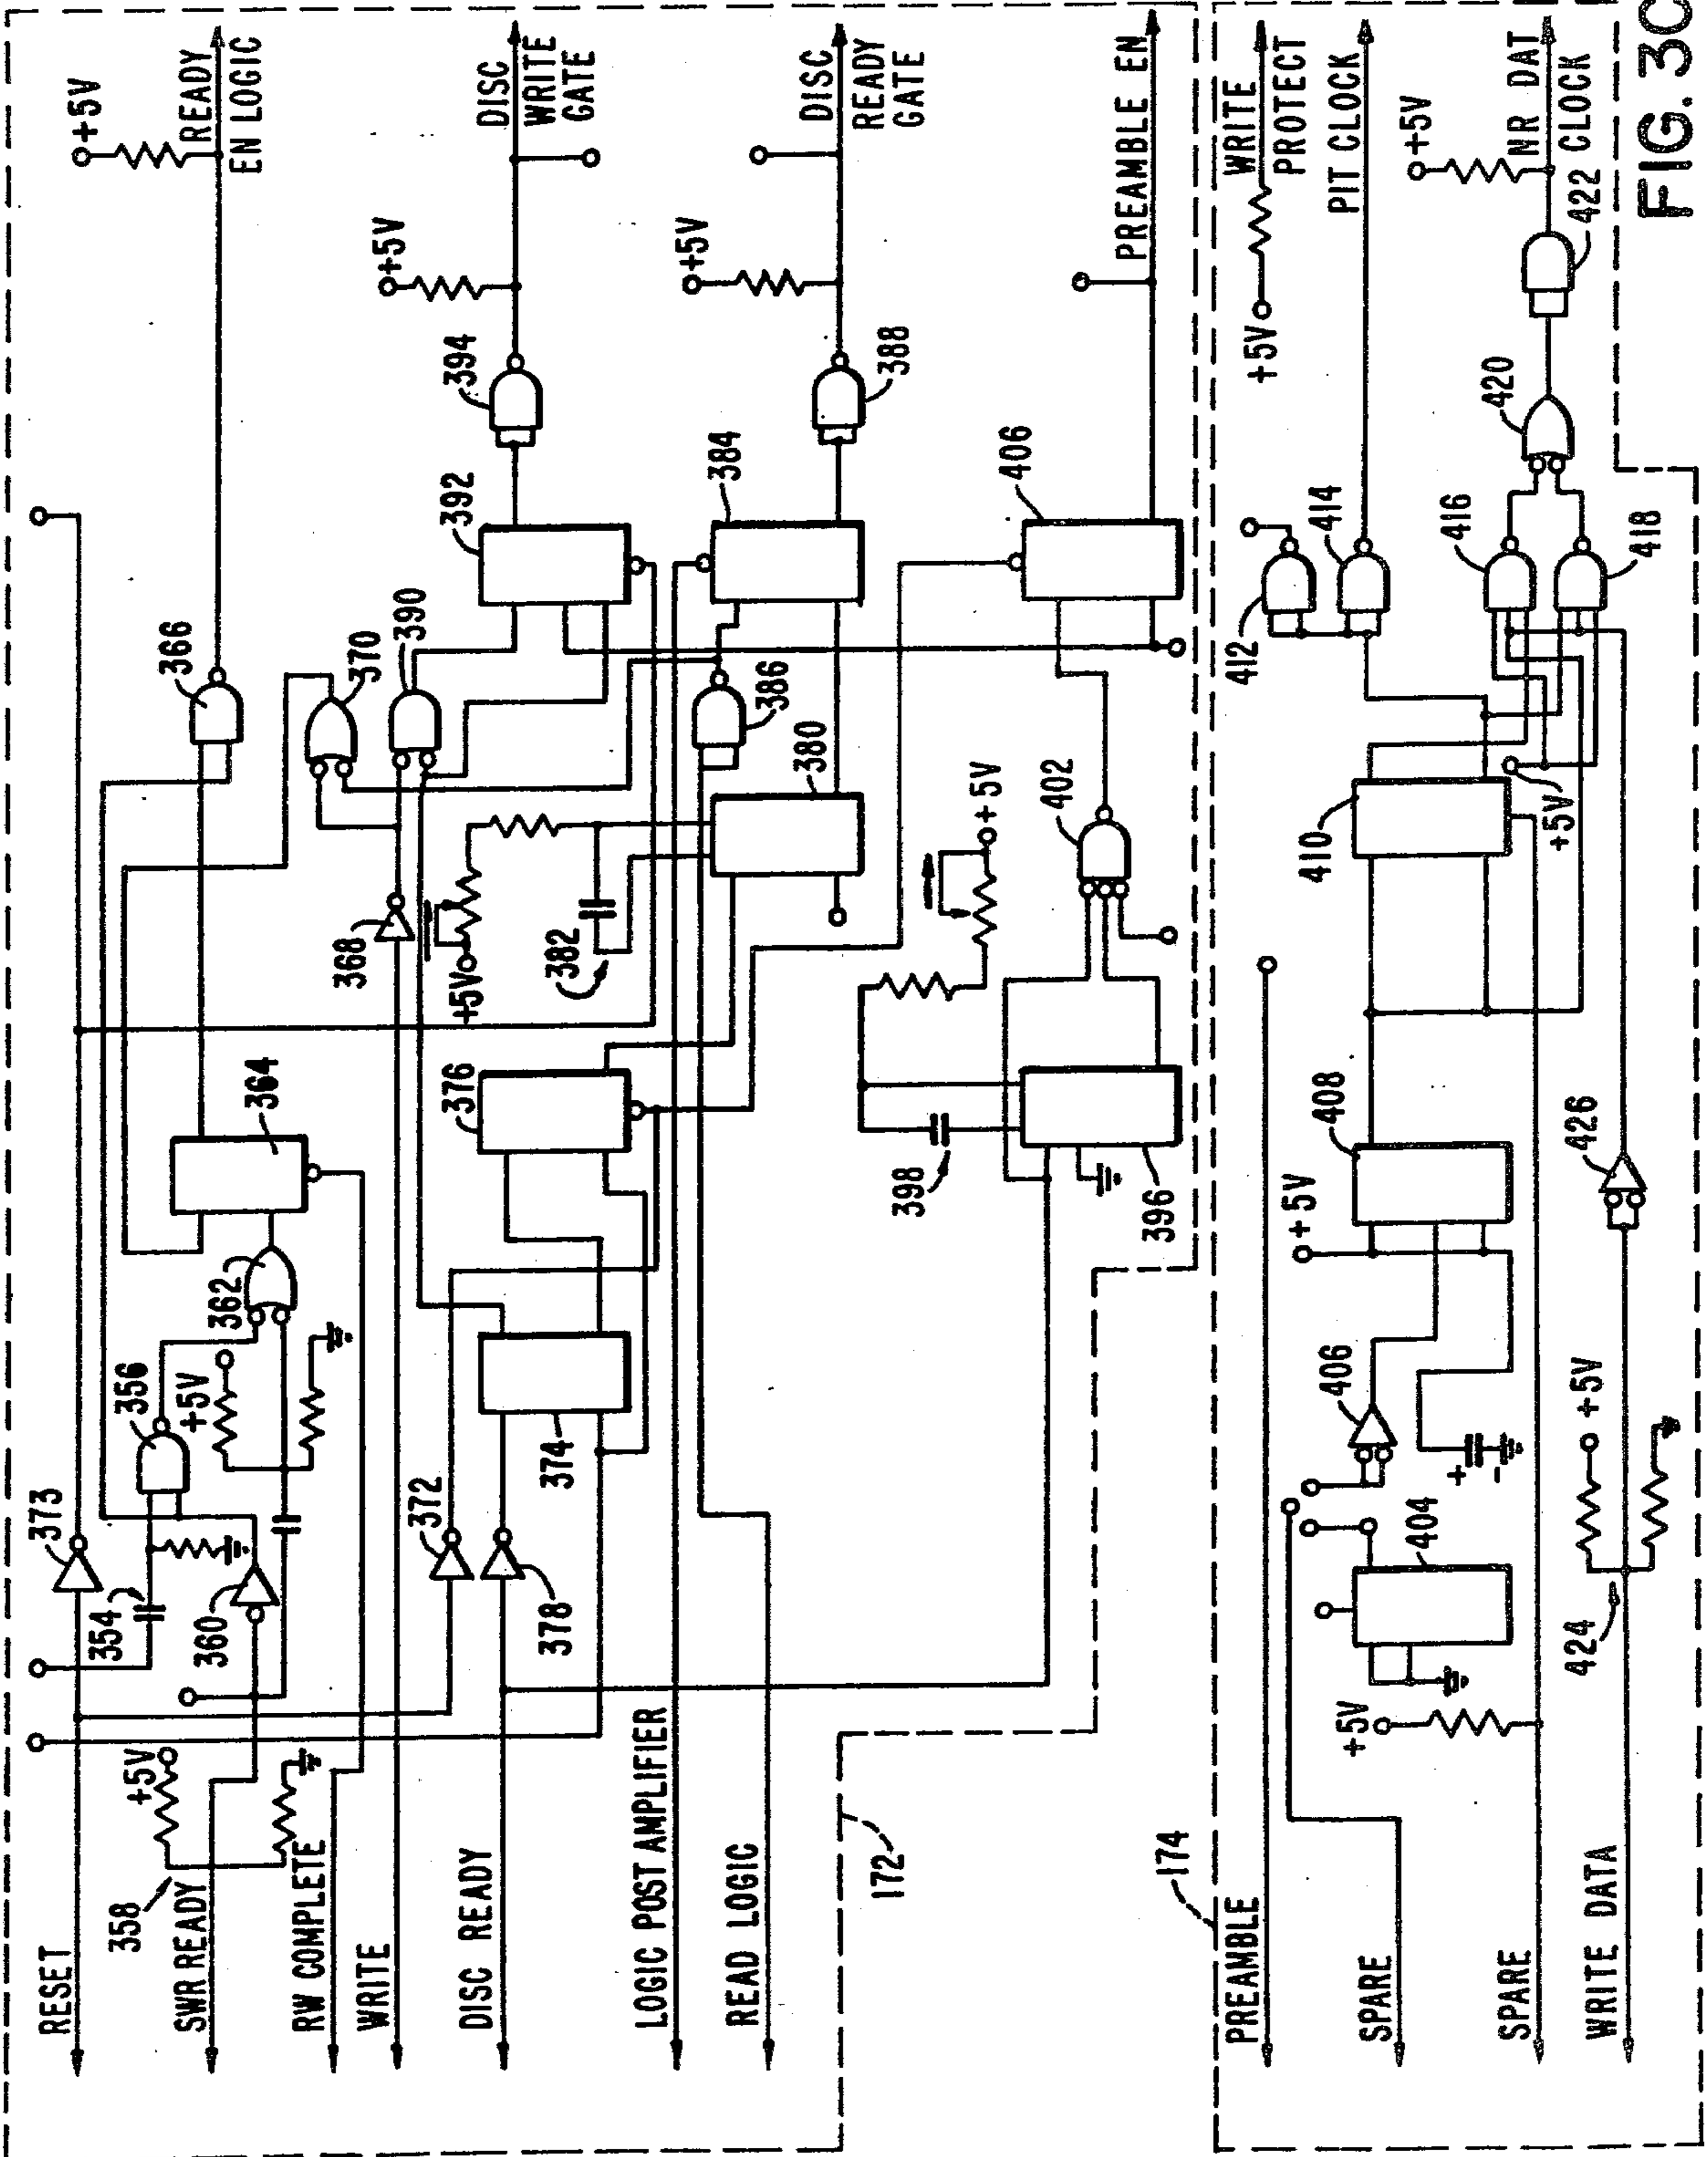 RESET
SWR READY
RW COMPLETE
WRITE
DISC READY
LOGIC POST AMPLIFIER
READ LOGIC
358
+5V
354
373
360
356
+5V
362
364
366
+5V
READY
EN LOGIC
370
368
390
392
394
+5V
DISC
WRITE
GATE
372
378
374
376
+5V
382
380
386
384
388
+5V
DISC
READY
GATE
396
398
+5V
402
406
PREAMBLE EN
172
174
PREAMBLE
SPARE
SPARE
WRITE DATA
+5V
404
406
+
-
+5V
408
410
+5V
412
414
416
418
420
422
+5V
WRITE
PROTECT
PIT CLOCK
+5V
NR DAT
CLOCK
424
+5V
426
FIG. 3C